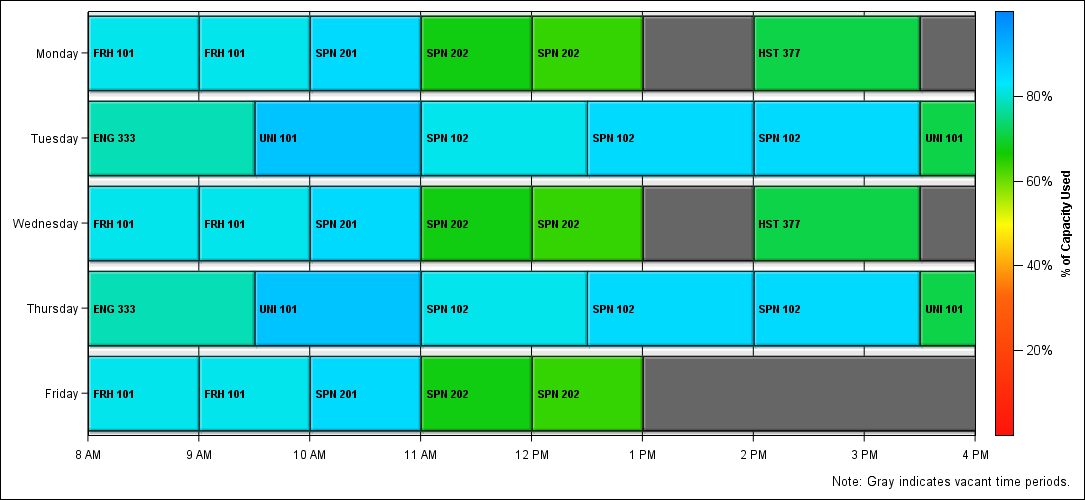 Monday FRH 101 FRH 101 SPN 201 SPN 202 SPN 202 HST 377
Tuesday ENG 333 UNI 101 SPN 102 SPN 102 SPN 102 UNI 101
Wednesday FRH 101 FRH 101 SPN 201 SPN 202 SPN 202 HST 377
Thursday ENG 333 UNI 101 SPN 102 SPN 102 SPN 102 UNI 101
Friday FRH 101 FRH 101 SPN 201 SPN 202 SPN 202
8 AM 9 AM 10 AM 11 AM 12 PM 1 PM 2 PM 3 PM 4 PM
80%
60%
40%
20%
% of Capacity Used
Note: Gray indicates vacant time periods.